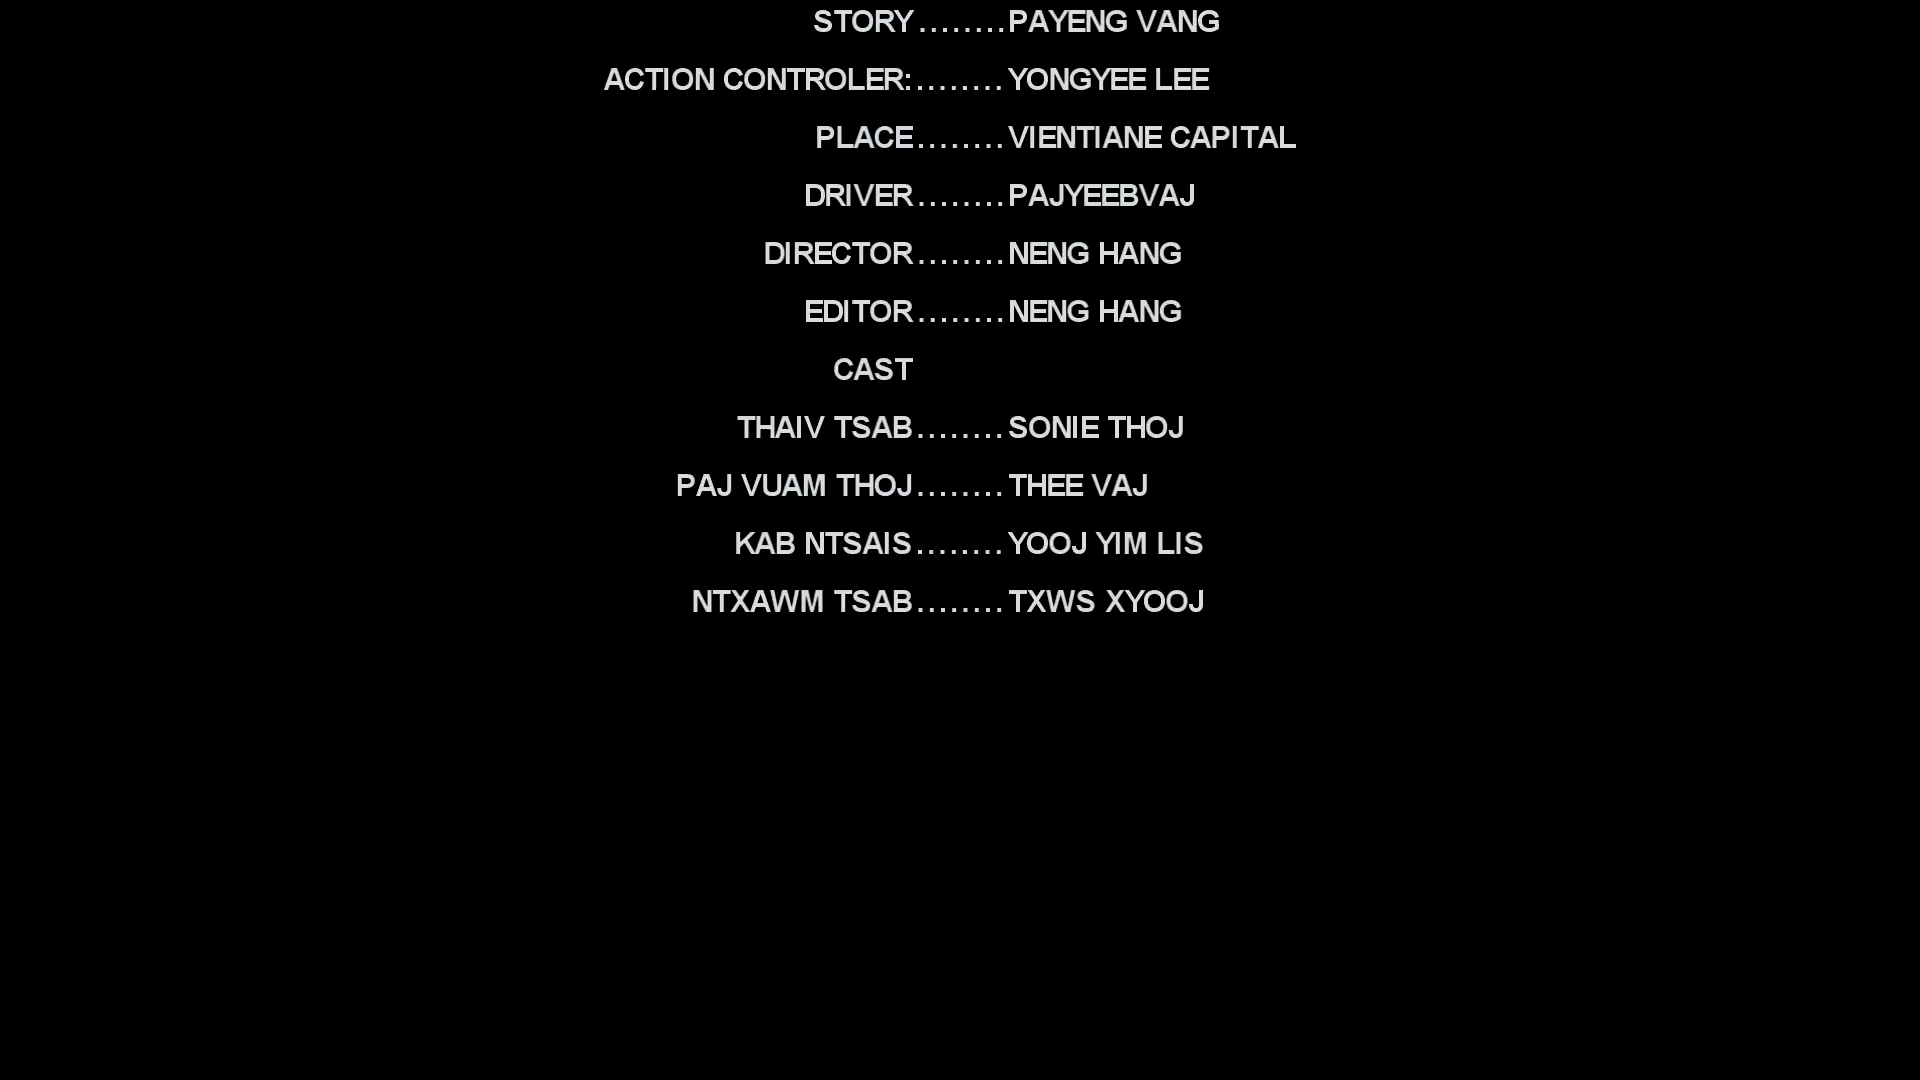 STORY........PAYENG VANG
ACTION CONTROLER:........YONGYEE LEE
PLACE........VIENTIANE CAPITAL
DRIVER........PAJYEEBVAJ
DIRECTOR........NENG HANG
EDITOR........NENG HANG
CAST
THAIV TSAB........SONIE THOJ
PAJ VUAM THOJ........THEE VAJ
KAB NTSAIS........YOOJ YIM LIS
NTXAWM TSAB........TXWS XYOOJ